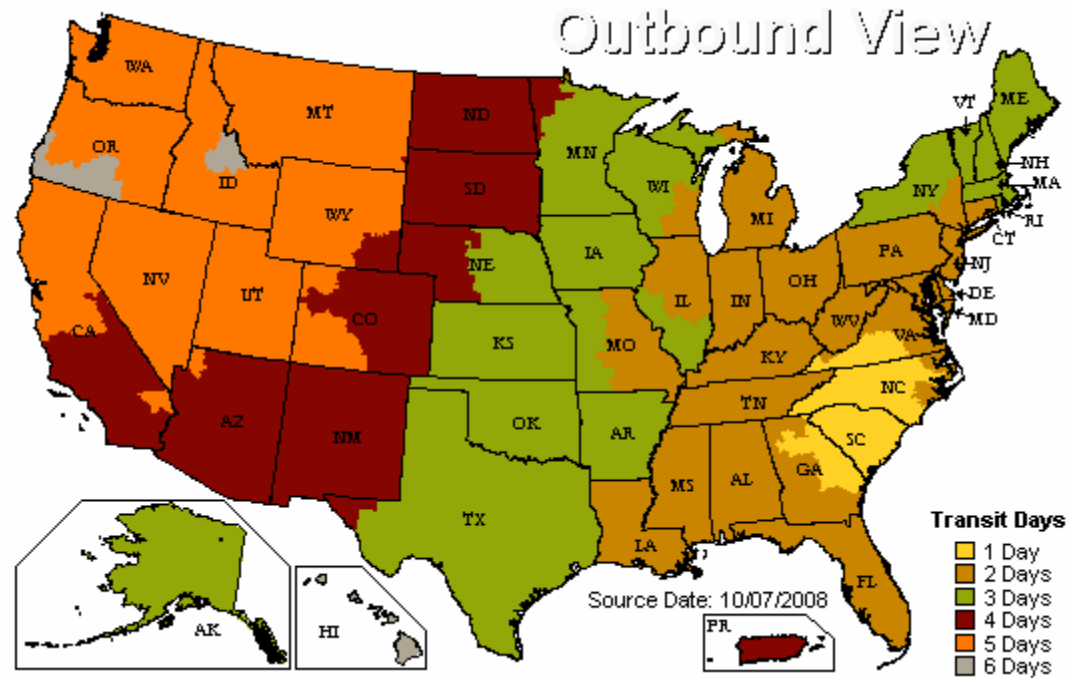 Outbound View
WA
MT
ND
VT
ME
OR
MN
ID
SD
WI
NH
NY
MA
WY
MI
RI
CT
IA
PA
NE
NV
UT
IL
IN
OH
NJ
CA
CO
DE
WV
MD
KS
MO
VA
KY
NC
TN
AZ
NM
OK
AR
SC
GA
MS
AL
TX
LA
FL
AK
HI
PR
Source Date: 10/07/2008
Transit Days
1 Day
2 Days
3 Days
4 Days
5 Days
6 Days